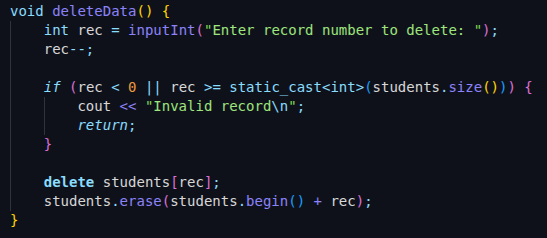 void deleteData() {
    int rec = inputInt("Enter record number to delete: ");
    rec--;

    if (rec < 0 || rec >= static_cast<int>(students.size())) {
        cout << "Invalid record\n";
        return;
    }

    delete students[rec];
    students.erase(students.begin() + rec);
}